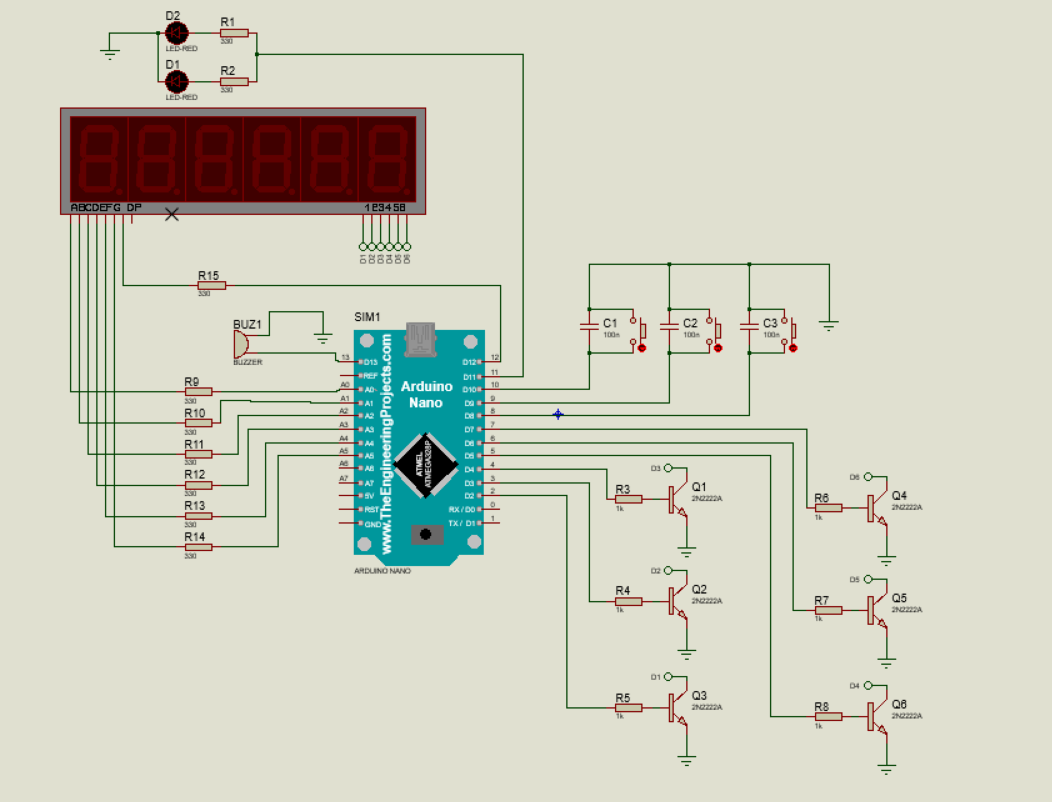 D2
R1
LED-RED
330
D1
R2
LED-RED
330
ABCDEFG DP
123456
D1 D2 D3 D4 D5 D6
R15
330
SIM1
BUZ1
BUZZER
C1
100n
C2
100n
C3
100n
www.TheEngineeringProjects.com
Arduino
Nano
ATMEL
ATMEGA328P
13 D13
REF
A0 A0
A1 A1
A2 A2
A3 A3
A4 A4
A5 A5
A6 A6
A7 A7
5V
RST
GND
D12 12
D11 11
D10 10
D9 9
D8 8
D7 7
D6 6
D5 5
D4 4
D3 3
D2 2
RX / D0 0
TX / D1 1
ARDUINO NANO
R9
330
R10
330
R11
330
R12
330
R13
330
R14
330
D3
R3
1k
Q1
2N2222A
D6
R6
1k
Q4
2N2222A
D2
R4
1k
Q2
2N2222A
D5
R7
1k
Q5
2N2222A
D1
R5
1k
Q3
2N2222A
D4
R8
1k
Q6
2N2222A